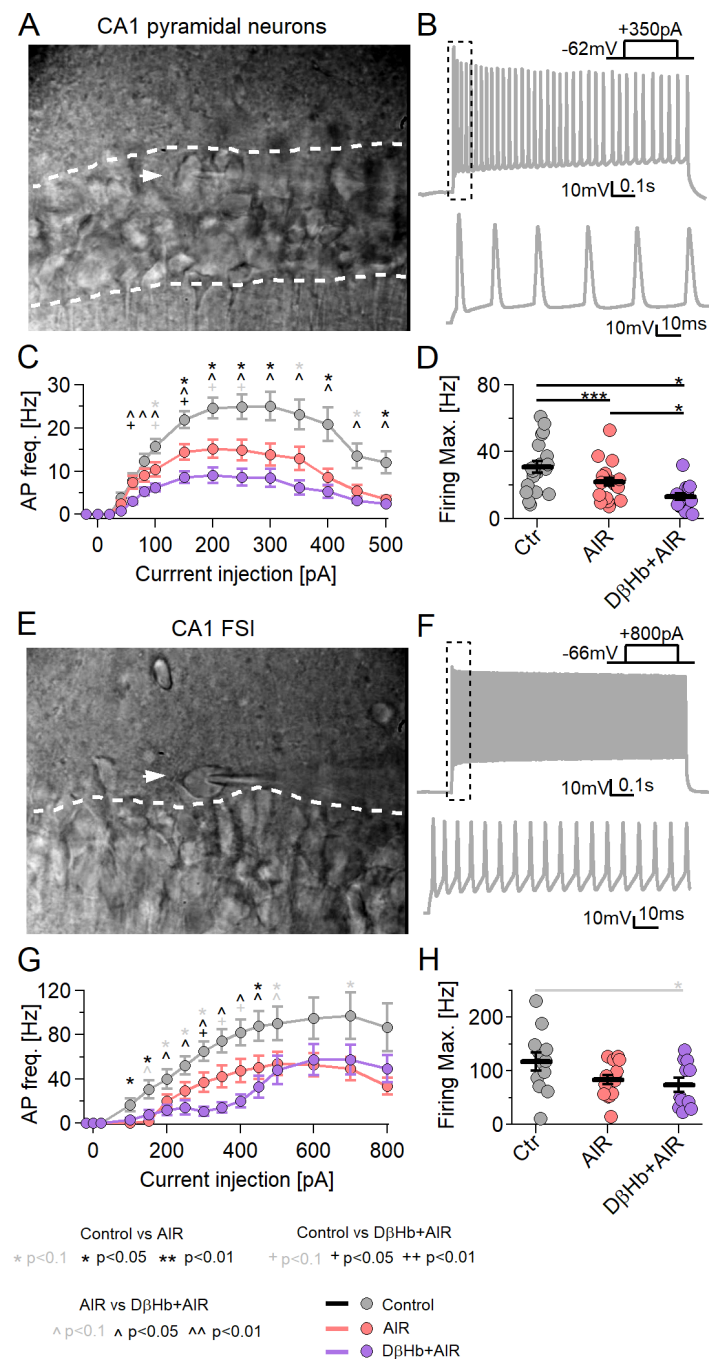 A CA1 pyramidal neurons
B
+350pA
-62mV
10mV 0.1s
10mV 10ms
C
AP freq. [Hz]
30
20
10
0
* * * * * * * *
^ ^ ^ ^ ^ ^ ^ ^ ^ ^
+ + + + +
0 100 200 300 400 500
Currrent injection [pA]
D
Firing Max. [Hz]
80
40
0
*
***
*
Ctr
AIR
DβHb+AIR
E CA1 FSI
F
+800pA
-66mV
10mV 0.1s
10mV 10ms
G
AP freq. [Hz]
120
80
40
0
0 200 400 600 800
Current injection [pA]
H
Firing Max. [Hz]
200
100
0
*
Ctr
AIR
DβHb+AIR
Control vs AIR
* p<0.1 * p<0.05 ** p<0.01
Control vs DβHb+AIR
+ p<0.1 + p<0.05 ++ p<0.01
AIR vs DβHb+AIR
^ p<0.1 ^ p<0.05 ^^ p<0.01
Control
AIR
DβHb+AIR